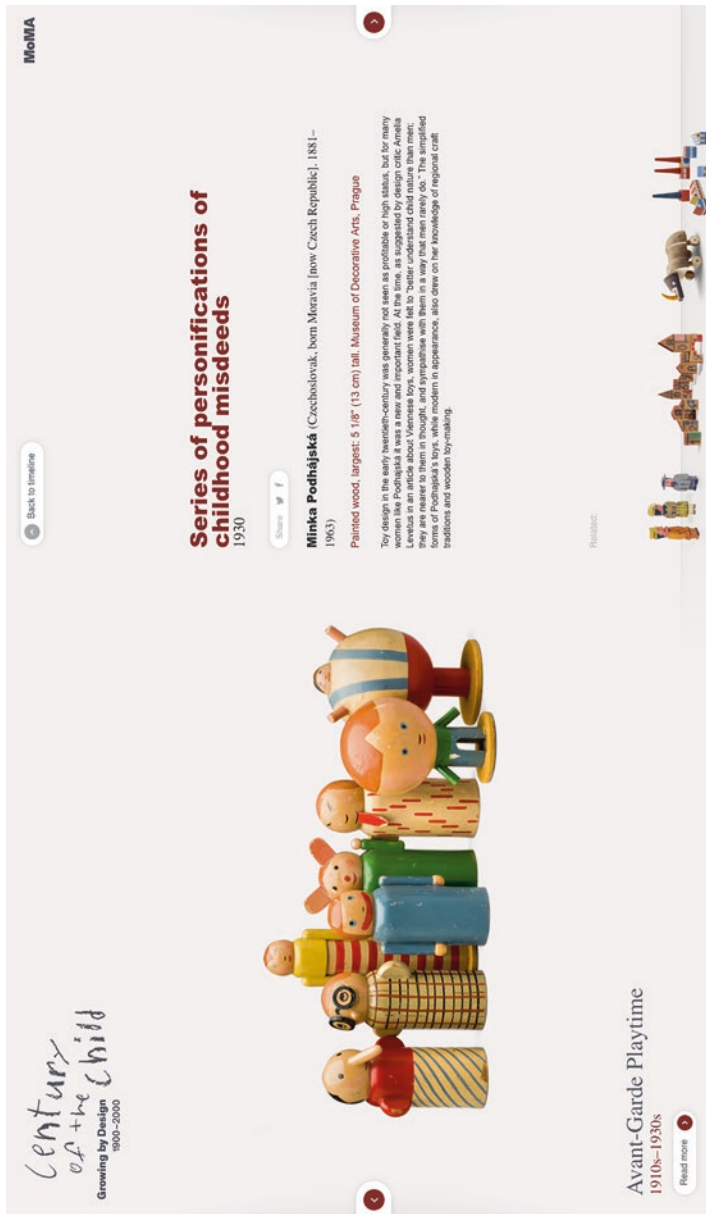 Century
of the Child
Growing by Design
1900–2000
Back to timeline
MoMA
Series of personifications of
childhood misdeeds
1930
Share
Minka Podhájská (Czechoslovak, born Moravia [now Czech Republic]. 1881–
1963)
Painted wood, largest: 5 1/8" (13 cm) tall. Museum of Decorative Arts, Prague
Toy design in the early twentieth-century was generally not seen as profitable or high status, but for many
women like Podhajská it was a new and important field. At the time, as suggested by design critic Amelia
Levetus in an article about Viennese toys, women were felt to "better understand child nature than men;
they are nearer to them in thought, and sympathise with them in a way that men rarely do." The simplified
forms of Podhajská's toys, while modern in appearance, also drew on her knowledge of regional craft
traditions and wooden toy-making.
Related:
Avant-Garde Playtime
1910s–1930s
Read more